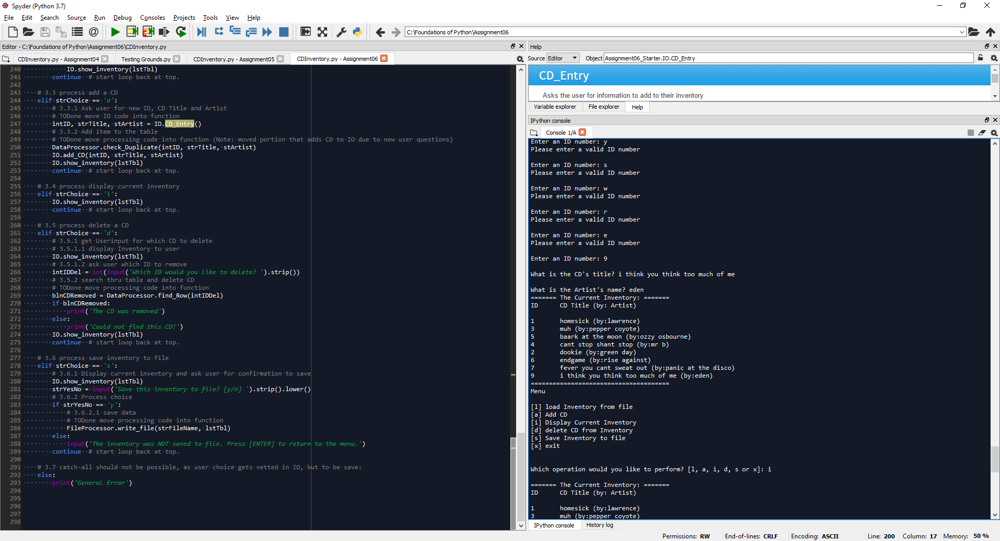 Spyder (Python 3.7)
File Edit Search Source Run Debug Consoles Projects Tools View Help
C:\Foundations of Python\Assignment06
Editor - C:\Foundations of Python\Assignment06\CDInventory.py
CDInventory.py - Assignment04 Testing Grounds.py CDInventory.py - Assignment05 CDInventory.py - Assignment06
240 IO.show_inventory(lstTbl)
241 continue # start loop back at top.
242
243 # 3.3 process add a CD
244 elif strChoice == 'a':
245 # 3.3.1 Ask user for new ID, CD Title and Artist
246 # TODone move IO code into function
247 intID, strTitle, stArtist = IO.CD_Entry()
248 # 3.3.2 Add item to the table
249 # TODone move processing code into function (Note: moved portion that adds CD to IO due to new user questions)
250 DataProcessor.check_Duplicate(intID, strTitle, stArtist)
251 IO.add_CD(intID, strTitle, stArtist)
252 IO.show_inventory(lstTbl)
253 continue # start loop back at top.
254
255 # 3.4 process display current inventory
256 elif strChoice == 'i':
257 IO.show_inventory(lstTbl)
258 continue # start loop back at top.
259
260 # 3.5 process delete a CD
261 elif strChoice == 'd':
262 # 3.5.1 get Userinput for which CD to delete
263 # 3.5.1.1 display Inventory to user
264 IO.show_inventory(lstTbl)
265 # 3.5.1.2 ask user which ID to remove
266 intIDDel = int(input('Which ID would you like to delete? ').strip())
267 # 3.5.2 search thru table and delete CD
268 # TODone move processing code into function
269 blnCDRemoved = DataProcessor.find_Row(intIDDel)
270 if blnCDRemoved:
271 print('The CD was removed')
272 else:
273 print('Could not find this CD!')
274 IO.show_inventory(lstTbl)
275 continue # start loop back at top.
276
277 # 3.6 process save inventory to file
278 elif strChoice == 's':
279 # 3.6.1 Display current inventory and ask user for confirmation to save
280 IO.show_inventory(lstTbl)
281 strYesNo = input('Save this inventory to file? [y/n] ').strip().lower()
282 # 3.6.2 Process choice
283 if strYesNo == 'y':
284 # 3.6.2.1 save data
285 # TODone move processing code into function
286 FileProcessor.write_file(strFileName, lstTbl)
287 else:
288 input('The inventory was NOT saved to file. Press [ENTER] to return to the menu.')
289 continue # start loop back at top.
290
291 # 3.7 catch-all should not be possible, as user choice gets vetted in IO, but to be save:
292 else:
293 print('General Error')
294
295
296
297
298
Help
Source Editor Object Assignment06_Starter.IO.CD_Entry
CD_Entry
Asks the user for information to add to their inventory
Variable explorer File explorer Help
IPython console
Console 1/A
Enter an ID number: y
Please enter a valid ID number
Enter an ID number: s
Please enter a valid ID number
Enter an ID number: w
Please enter a valid ID number
Enter an ID number: r
Please enter a valid ID number
Enter an ID number: e
Please enter a valid ID number
Enter an ID number: 9
What is the CD's title? i think you think too much of me
What is the Artist's name? eden
======= The Current Inventory: =======
ID CD Title (by: Artist)
1 homesick (by:lawrence)
3 muh (by:pepper coyote)
5 baark at the moon (by:ozzy osbourne)
4 cant stop shant stop (by:mr b)
2 dookie (by:green day)
6 endgame (by:rise against)
7 fever you cant sweat out (by:panic at the disco)
9 i think you think too much of me (by:eden)
======================================
Menu
[l] load Inventory from file
[a] Add CD
[i] Display Current Inventory
[d] delete CD from Inventory
[s] Save Inventory to file
[x] exit
Which operation would you like to perform? [l, a, i, d, s or x]: i
======= The Current Inventory: =======
ID CD Title (by: Artist)
1 homesick (by:lawrence)
3 muh (by:pepper coyote)
IPython console History log
Permissions: RW End-of-lines: CRLF Encoding: ASCII Line: 200 Column: 17 Memory: 50 %